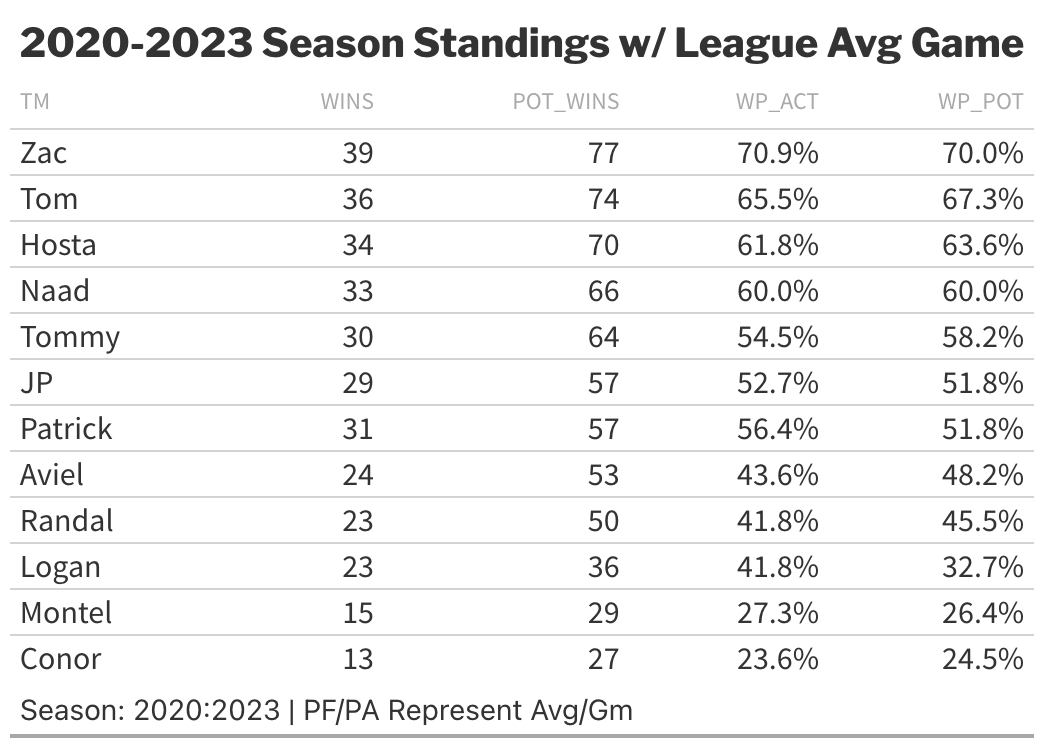 2020-2023 Season Standings w/ League Avg Game
TM WINS POT_WINS WP_ACT WP_POT
Zac 39 77 70.9% 70.0%
Tom 36 74 65.5% 67.3%
Hosta 34 70 61.8% 63.6%
Naad 33 66 60.0% 60.0%
Tommy 30 64 54.5% 58.2%
JP 29 57 52.7% 51.8%
Patrick 31 57 56.4% 51.8%
Aviel 24 53 43.6% 48.2%
Randal 23 50 41.8% 45.5%
Logan 23 36 41.8% 32.7%
Montel 15 29 27.3% 26.4%
Conor 13 27 23.6% 24.5%
Season: 2020:2023 | PF/PA Represent Avg/Gm